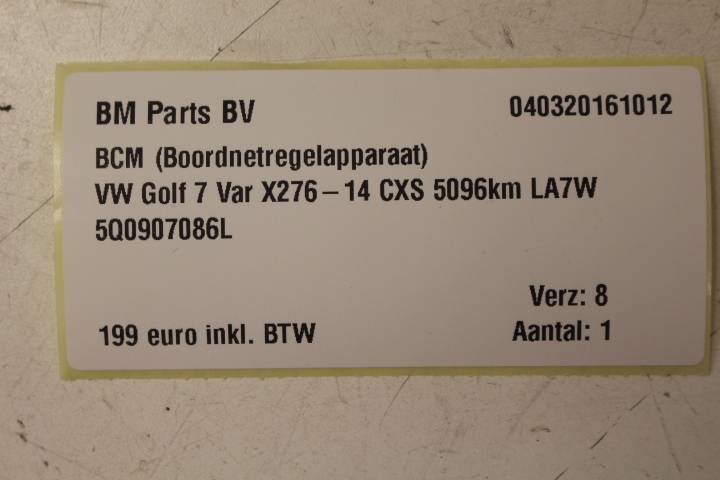 BM Parts BV 040320161012
BCM (Boordnetregelapparaat)
VW Golf 7 Var X276-14 CXS 5096km LA7W
5Q0907086L
Verz: 8
199 euro inkl. BTW Aantal: 1